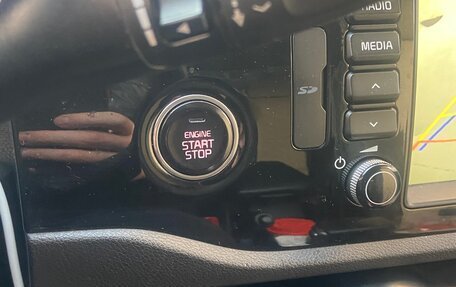 RADIO
MEDIA
SD
ENGINE
START
STOP